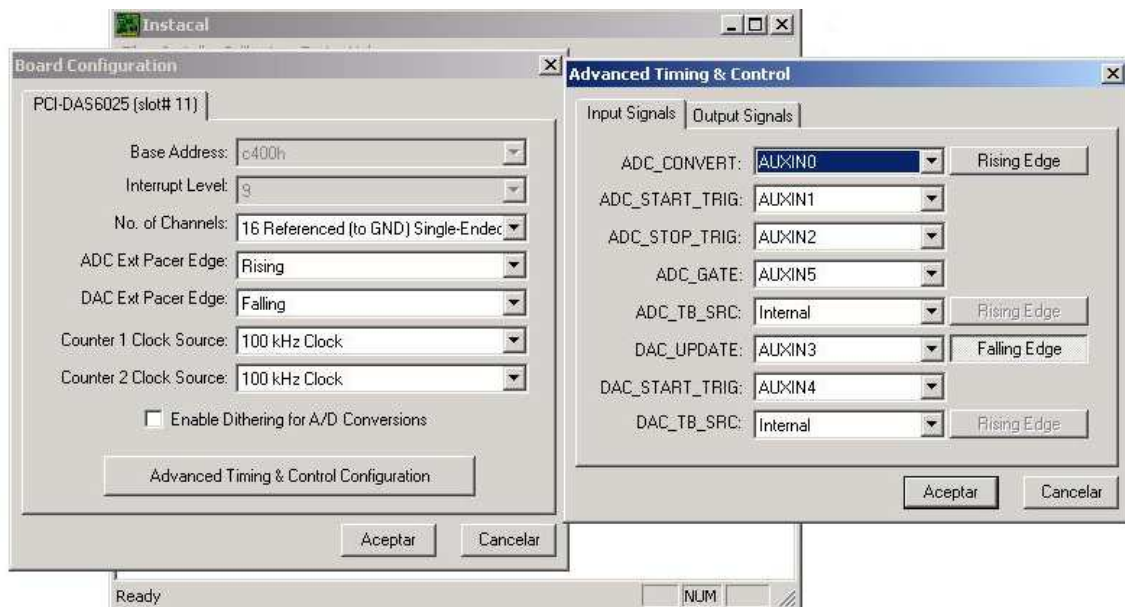 Instacal
Board Configuration
PCI-DAS6025 (slot# 11)
Base Address: c400h
Interrupt Level: 9
No. of Channels: 16 Referenced (to GND) Single-Ended
ADC Ext Pacer Edge: Rising
DAC Ext Pacer Edge: Falling
Counter 1 Clock Source: 100 kHz Clock
Counter 2 Clock Source: 100 kHz Clock
Enable Dithering for A/D Conversions
Advanced Timing & Control Configuration
Aceptar Cancelar
Advanced Timing & Control
Input Signals Output Signals
ADC_CONVERT: AUXIN0 Rising Edge
ADC_START_TRIG: AUXIN1
ADC_STOP_TRIG: AUXIN2
ADC_GATE: AUXIN5
ADC_TB_SRC: Internal Rising Edge
DAC_UPDATE: AUXIN3 Falling Edge
DAC_START_TRIG: AUXIN4
DAC_TB_SRC: Internal Rising Edge
Aceptar Cancelar
Ready NUM